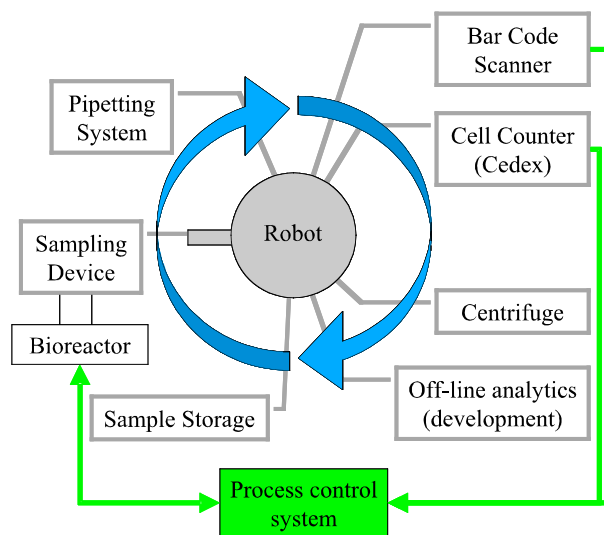 Bar Code
Scanner
Pipetting
System
Cell Counter
(Cedex)
Robot
Sampling
Device
Centrifuge
Bioreactor
Off-line analytics
(development)
Sample Storage
Process control
system